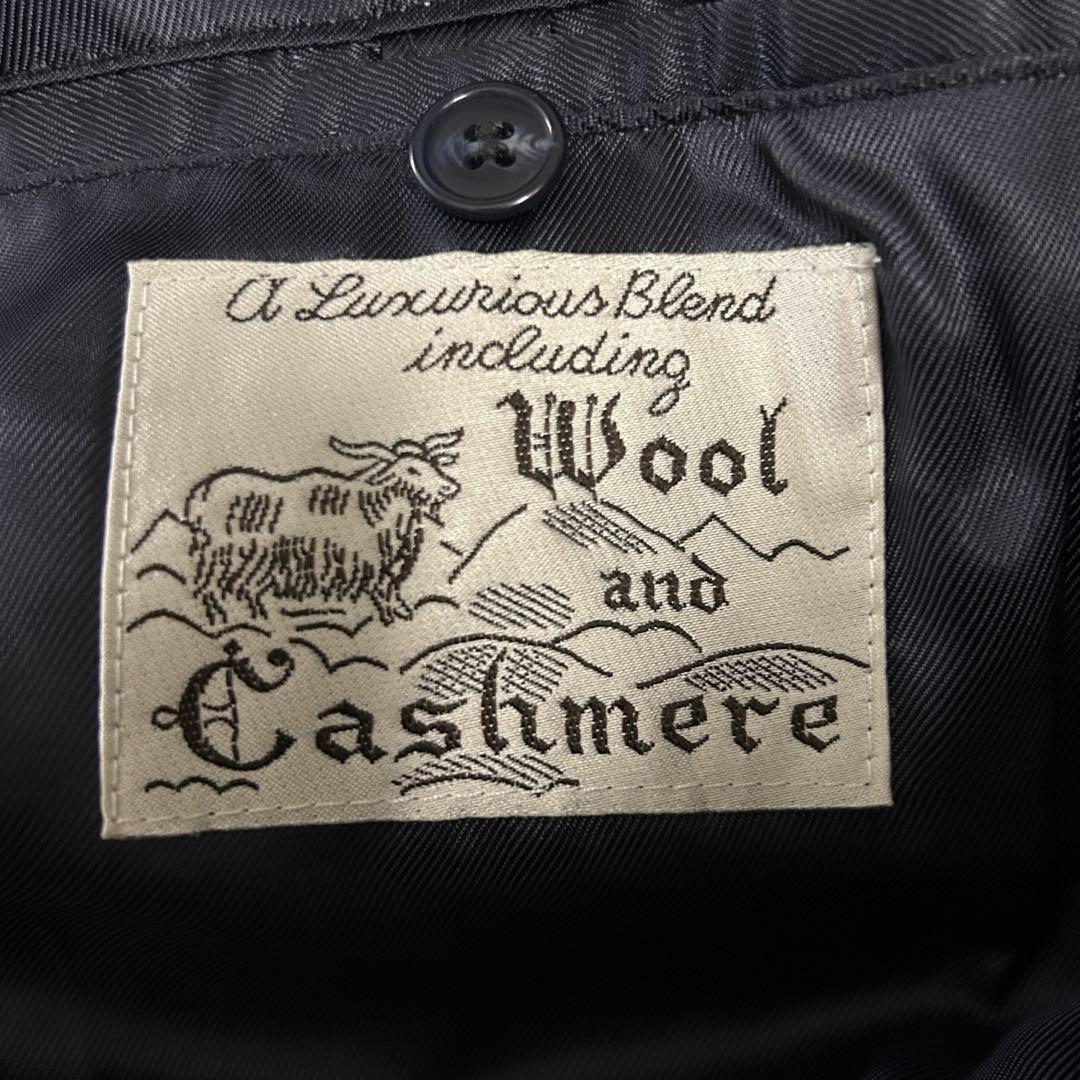 A Luxurious Blend
including
Wool
and
Cashmere